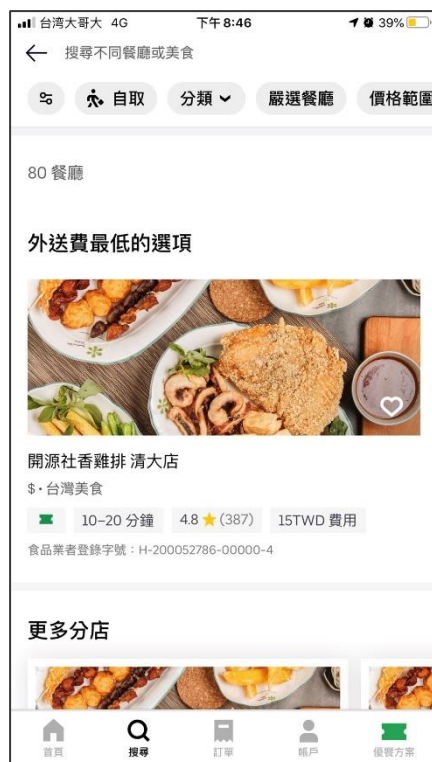 台灣大哥大 4G 下午 8:46 39%
搜尋不同餐廳或美食
自取 分類 嚴選餐廳 價格範圍
80 餐廳
外送費最低的選項
開源社香雞排 清大店
$ • 台灣美食
10-20 分鐘 4.8 (387) 15TWD 費用
食品業者登錄字號：H-200052786-00000-4
更多分店
首頁 搜尋 訂單 帳戶 優饗方案